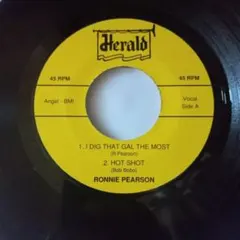 Herald
45 RPM
45 RPM
Angel - BMI
Vocal
Side A
1. I DIG THAT GAL THE MOST
(R Pearson)
2. HOT SHOT
(Bob Bobo)
RONNIE PEARSON